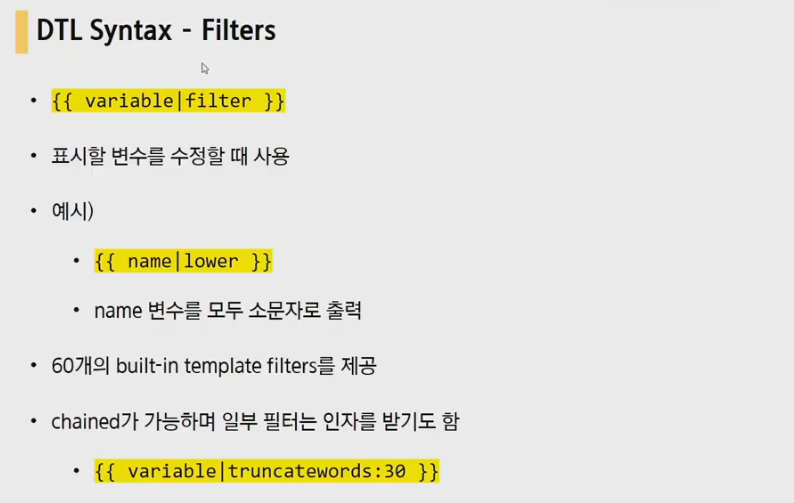 DTL Syntax - Filters
• {{ variable|filter }}
• 표시할 변수를 수정할 때 사용
• 예시)
• {{ name|lower }}
• name 변수를 모두 소문자로 출력
• 60개의 built-in template filters를 제공
• chained가 가능하며 일부 필터는 인자를 받기도 함
• {{ variable|truncatewords:30 }}